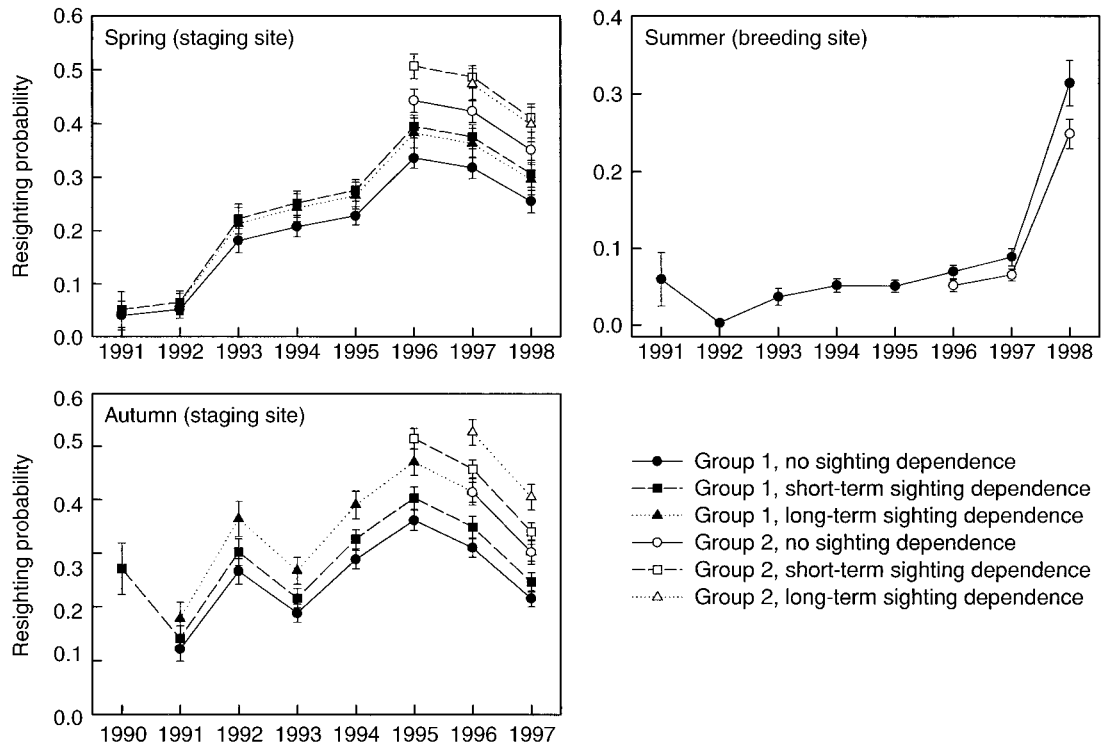 Spring (staging site)
Resighting probability
0.6
0.5
0.4
0.3
0.2
0.1
0.0
1991 1992 1993 1994 1995 1996 1997 1998
Summer (breeding site)
0.4
0.3
0.2
0.1
0.0
1991 1992 1993 1994 1995 1996 1997 1998
Autumn (staging site)
Resighting probability
0.6
0.5
0.4
0.3
0.2
0.1
0.0
1990 1991 1992 1993 1994 1995 1996 1997
Group 1, no sighting dependence
Group 1, short-term sighting dependence
Group 1, long-term sighting dependence
Group 2, no sighting dependence
Group 2, short-term sighting dependence
Group 2, long-term sighting dependence